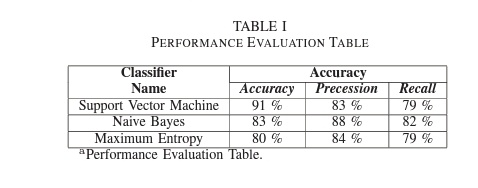 TABLE I
PERFORMANCE EVALUATION TABLE
Classifier Accuracy
Name Accuracy Precession Recall
Support Vector Machine 91 % 83 % 79 %
Naive Bayes 83 % 88 % 82 %
Maximum Entropy 80 % 84 % 79 %
aPerformance Evaluation Table.